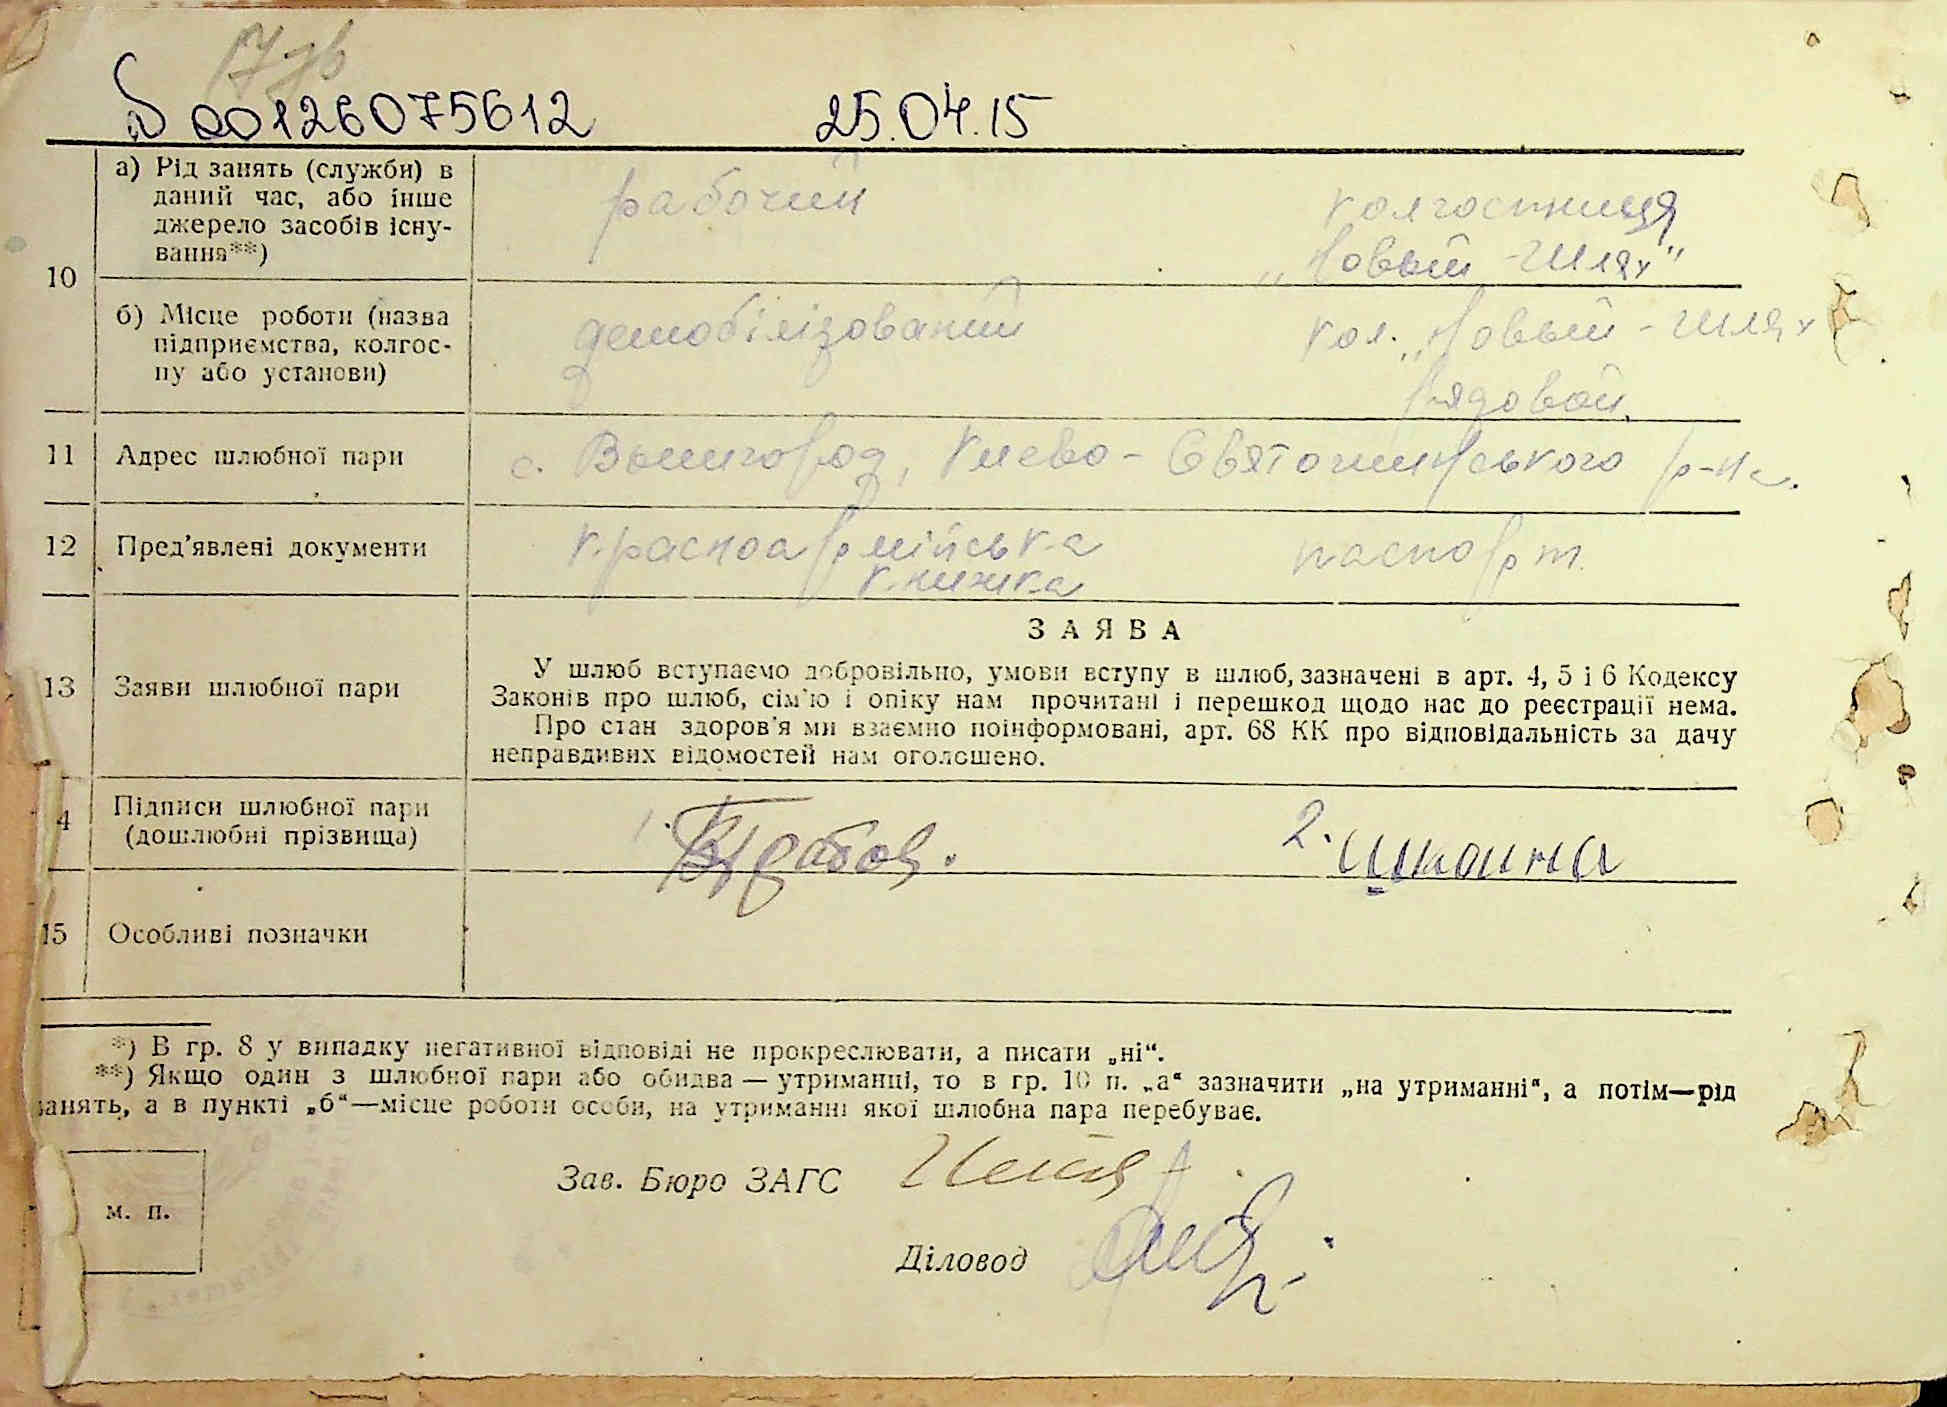 00126075612 25.04.15
10
а) Рід занять (служби) в
даний час, або інше
джерело засобів існу-
вання**)
рабочий
колгоспниця
„Новый-Шлях"
б) Місце роботи (назва
підприємства, колгос-
пу або установи)
демобілізований
кол. „Новый-Шлях
Рядовой.
11 Адрес шлюбної пари с. Вышгород, Киево-Святошинського р-на.
12 Пред'явлені документи красноармійська паспорт.
книжка
13 Заяви шлюбної пари
ЗАЯВА
У шлюб вступаємо добровільно, умови вступу в шлюб, зазначені в арт. 4, 5 і 6 Кодексу
Законів про шлюб, сім'ю і опіку нам прочитані і перешкод щодо нас до реєстрації нема.
Про стан здоров'я ми взаємно поінформовані, арт. 68 КК про відповідальність за дачу
неправдивих відомостей нам оголошено.
4 Підписи шлюбної пари
(дошлюбні прізвища)
1.
2.
15 Особливі позначки
*) В гр. 8 у випадку негативної відповіді не прокреслювати, а писати „ні“.
**) Якщо один з шлюбної пари або обидва — утриманці, то в гр. 10 п. „а“ зазначити „на утриманні“, а потім—рід
занять, а в пункті „б“—місце роботи особи, на утриманні якої шлюбна пара перебуває.
м. п.
Зав. Бюро ЗАГС
Діловод